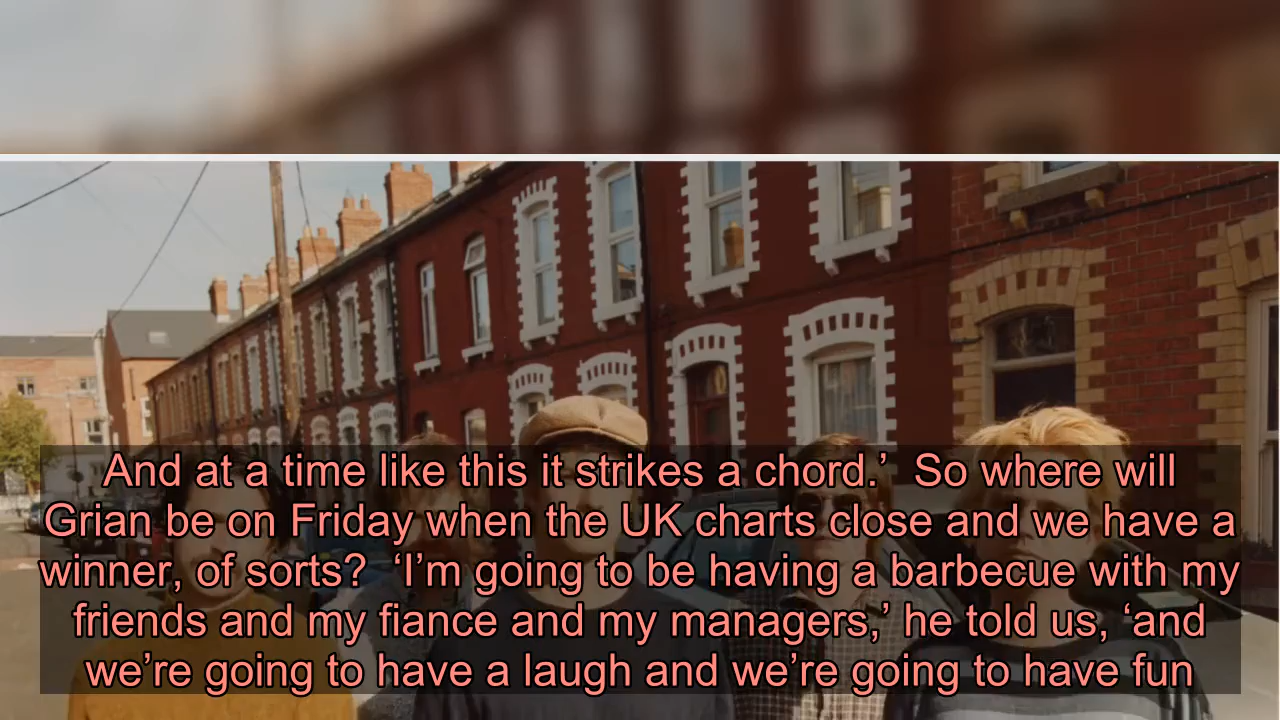 And at a time like this it strikes a chord.’  So where will
Grian be on Friday when the UK charts close and we have a
winner, of sorts?  ‘I’m going to be having a barbecue with my
friends and my fiance and my managers,’ he told us, ‘and
we’re going to have a laugh and we’re going to have fun